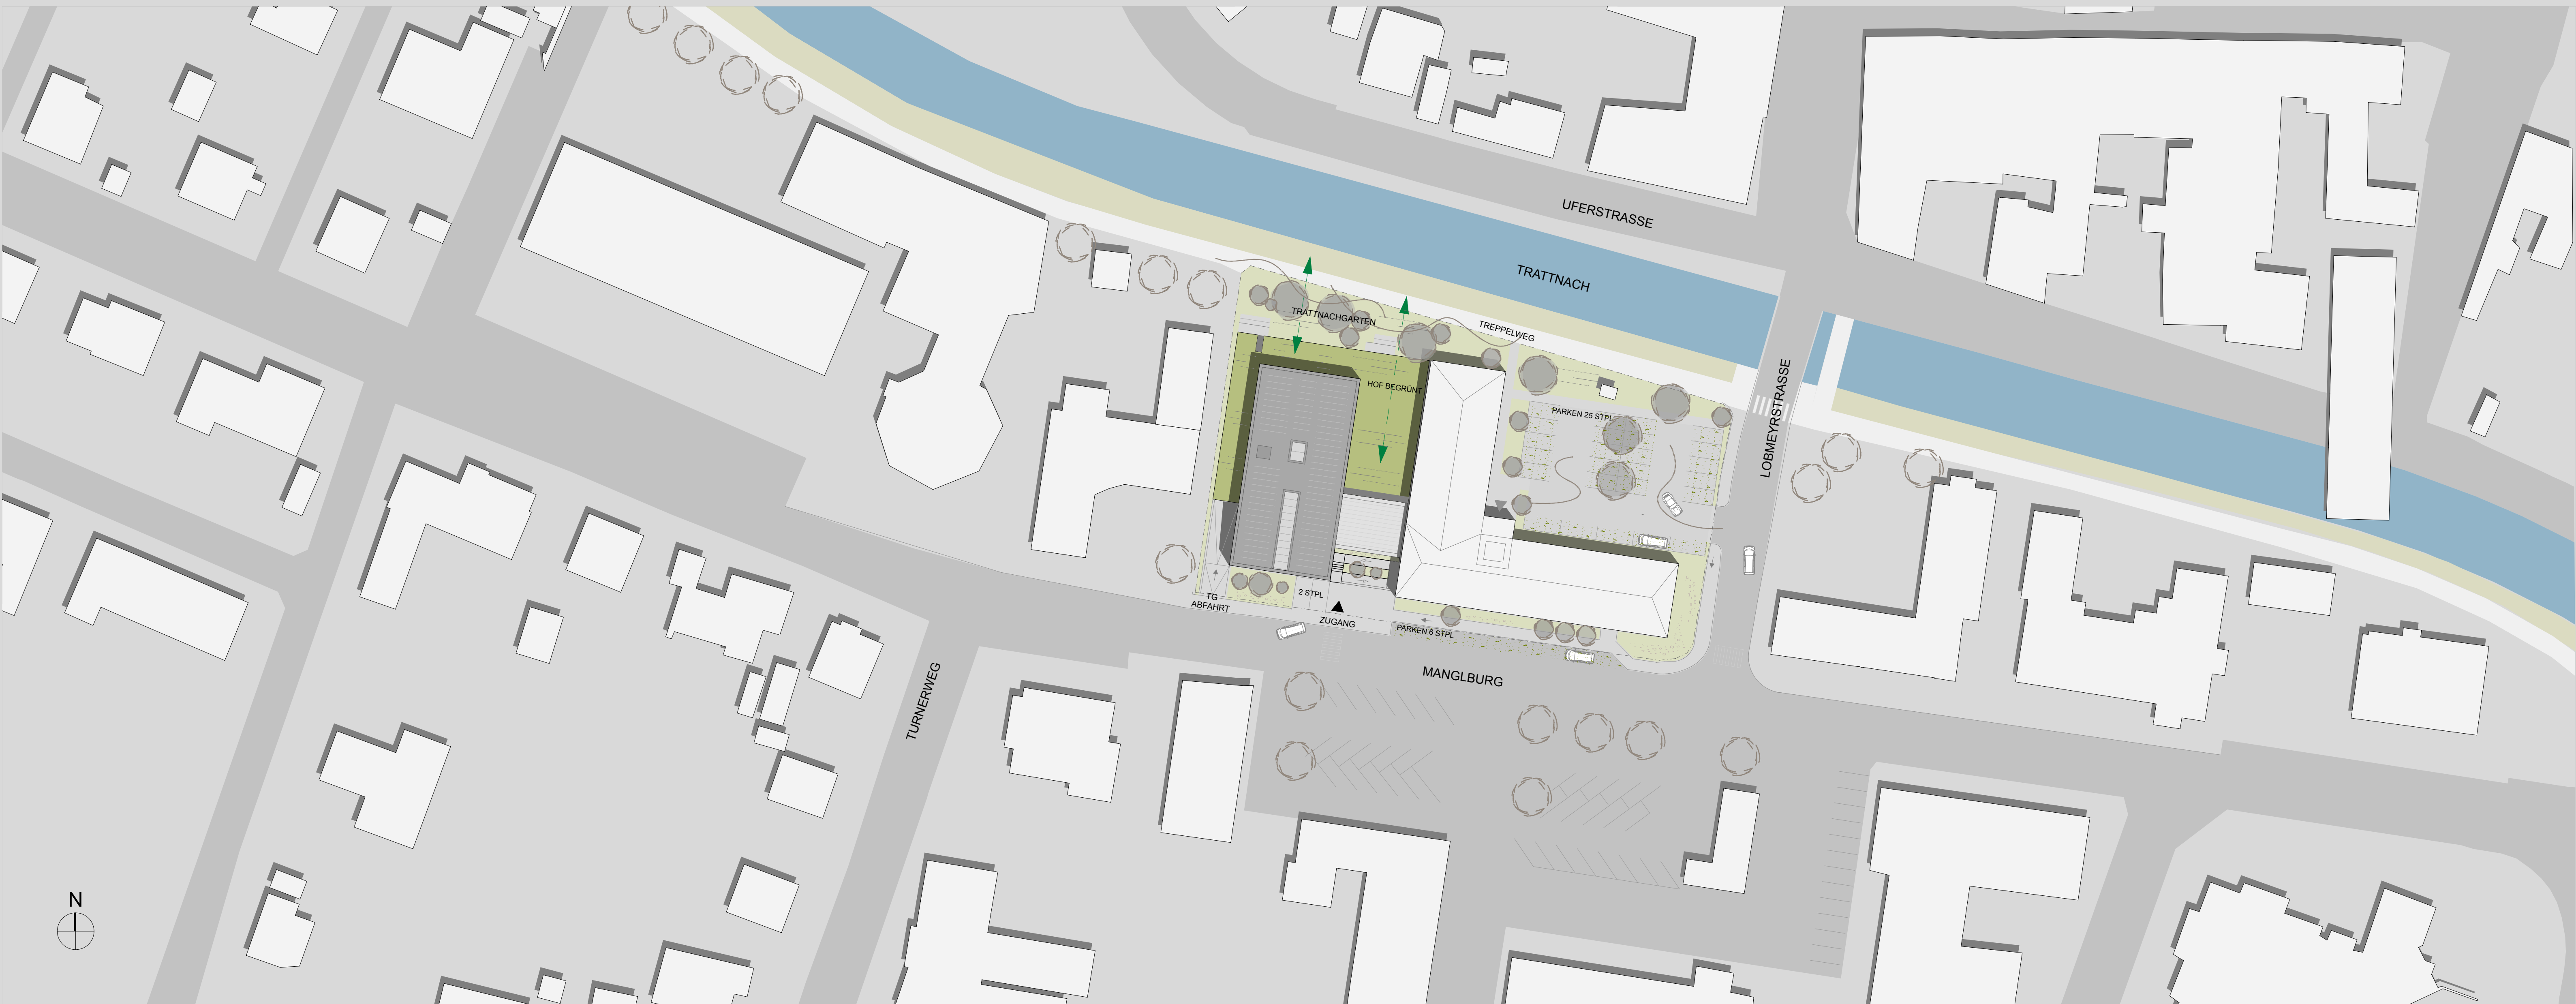 UFERSTRASSE
TRATTNACH
TRATTNACHGARTEN
TREPPELWEG
HOF BEGRÜNT
PARKEN 25 STPL
LOBMEYRSTRASSE
2 STPL
TG
ABFAHRT
ZUGANG
PARKEN 6 STPL
MANGLBURG
TURNERWEG
N